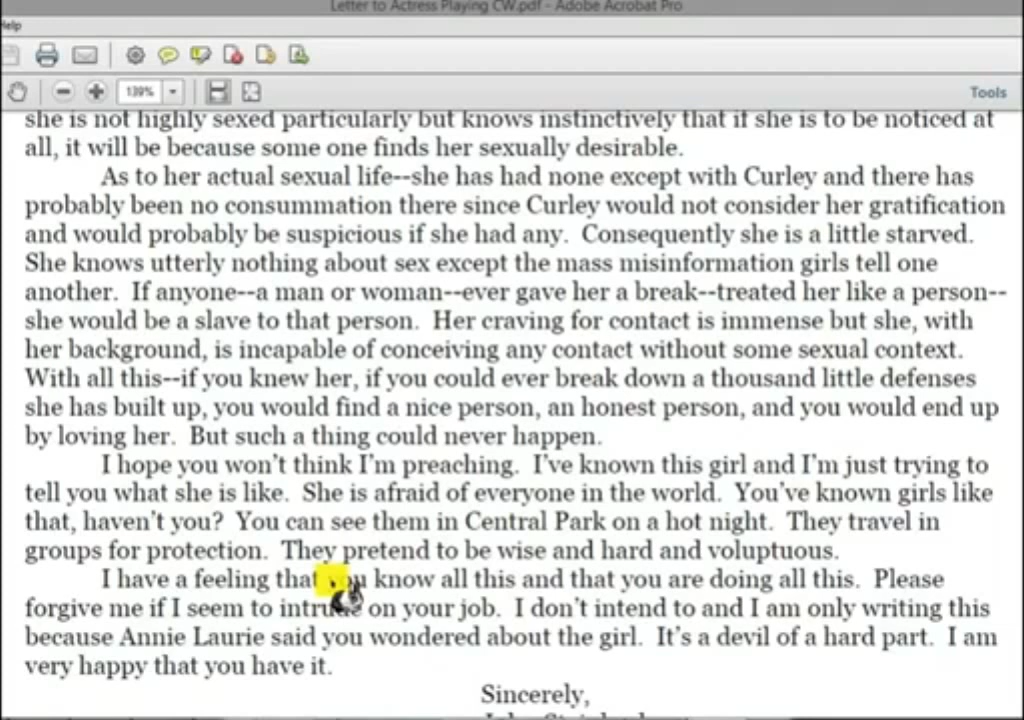 Letter to Actress Playing CW.pdf - Adobe Acrobat Pro
Help
139%
Tools
she is not highly sexed particularly but knows instinctively that if she is to be noticed at
all, it will be because some one finds her sexually desirable.
As to her actual sexual life--she has had none except with Curley and there has
probably been no consummation there since Curley would not consider her gratification
and would probably be suspicious if she had any.  Consequently she is a little starved.
She knows utterly nothing about sex except the mass misinformation girls tell one
another.  If anyone--a man or woman--ever gave her a break--treated her like a person--
she would be a slave to that person.  Her craving for contact is immense but she, with
her background, is incapable of conceiving any contact without some sexual context.
With all this--if you knew her, if you could ever break down a thousand little defenses
she has built up, you would find a nice person, an honest person, and you would end up
by loving her.  But such a thing could never happen.
I hope you won't think I'm preaching.  I've known this girl and I'm just trying to
tell you what she is like.  She is afraid of everyone in the world.  You've known girls like
that, haven't you?  You can see them in Central Park on a hot night.  They travel in
groups for protection.  They pretend to be wise and hard and voluptuous.
I have a feeling that you know all this and that you are doing all this.  Please
forgive me if I seem to intrude on your job.  I don't intend to and I am only writing this
because Annie Laurie said you wondered about the girl.  It's a devil of a hard part.  I am
very happy that you have it.
Sincerely,